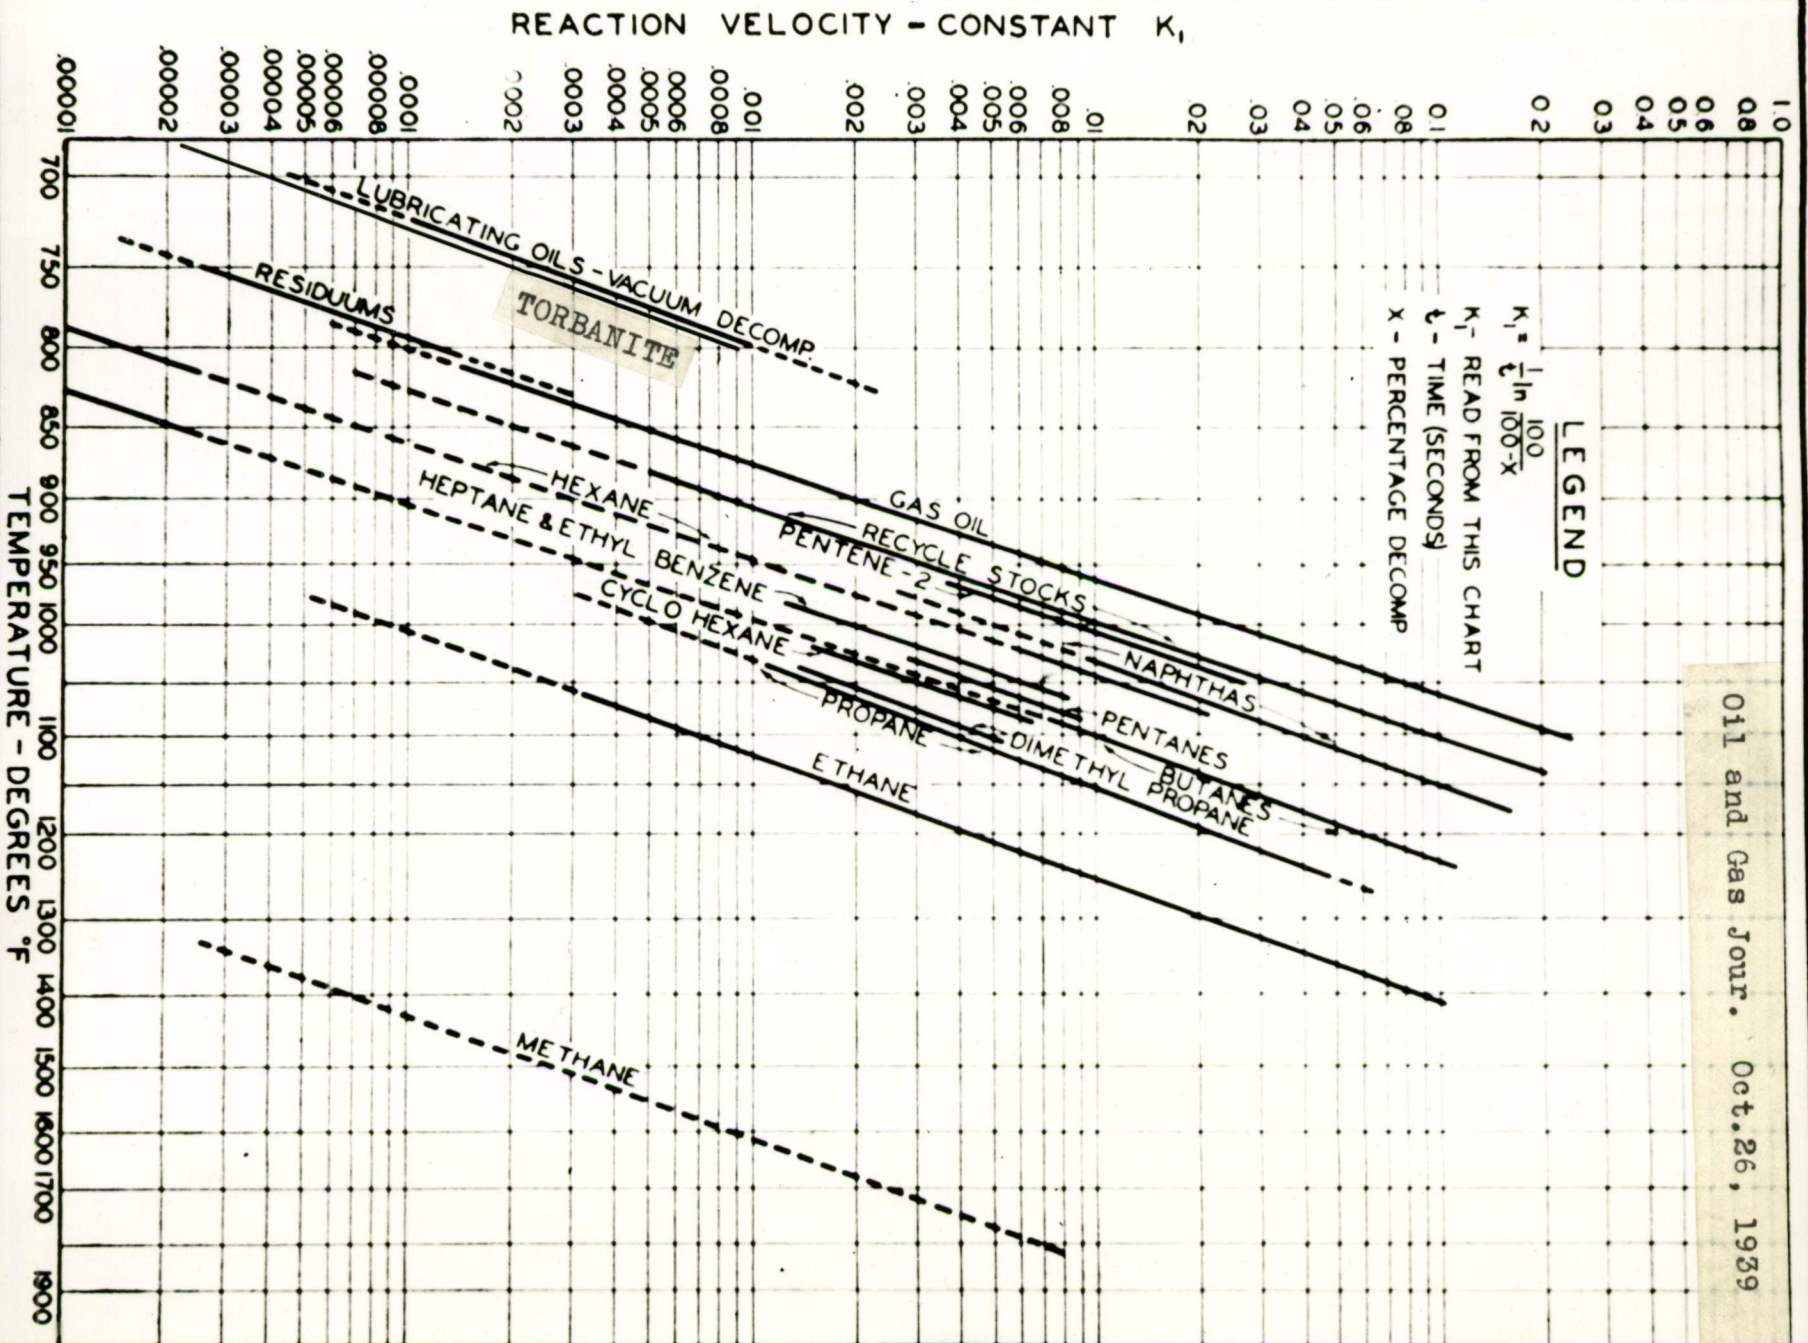 REACTION VELOCITY - CONSTANT K₁
.00001
.00002
.00003
.00004
.00005
.00006
.00008
.0001
.0003
.0004
.0005
.0006
.0008
.001
.002
.003
.004
.005
.006
.008
.01
.02
.03
.04
.05
.06
.08
0.1
0.2
0.3
0.4
0.5
0.6
0.8
1.0
700
750
800
850
900
950
1000
1100
1200
1300
1400
1500
1600
1700
1900
TEMPERATURE - DEGREES °F
LEGEND
K₁ = 1/t ln 100/100-X
K₁ - READ FROM THIS CHART
t - TIME (SECONDS)
X - PERCENTAGE DECOMP
LUBRICATING OILS - VACUUM DECOMP.
TORBANITE
RESIDUUMS
GAS OIL
RECYCLE STOCKS
PENTENE - 2
HEXANE
HEPTANE & ETHYL BENZENE
CYCLO HEXANE
NAPHTHAS
PENTANES
BUTANES
DIMETHYL PROPANE
PROPANE
ETHANE
METHANE
Oil and Gas Jour. Oct.26, 1939